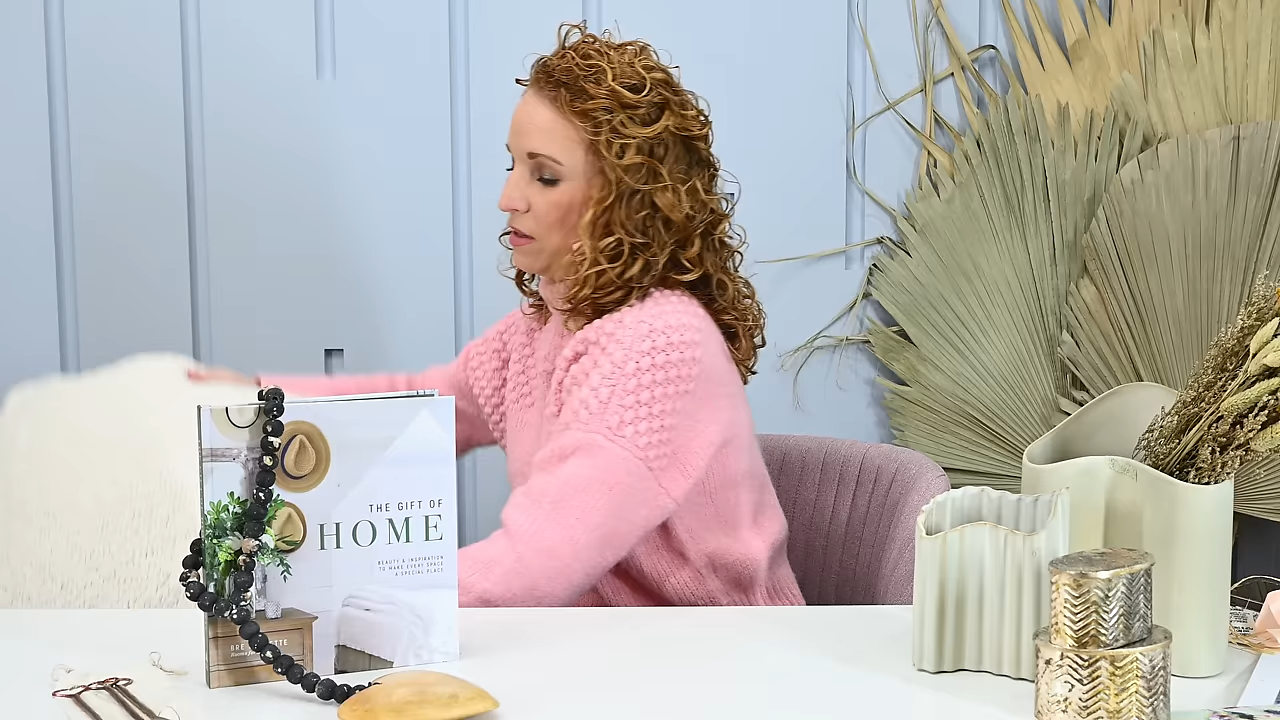 THE GIFT OF
HOME
BEAUTY & INSPIRATION
TO MAKE EVERY SPACE
A SPECIAL PLACE